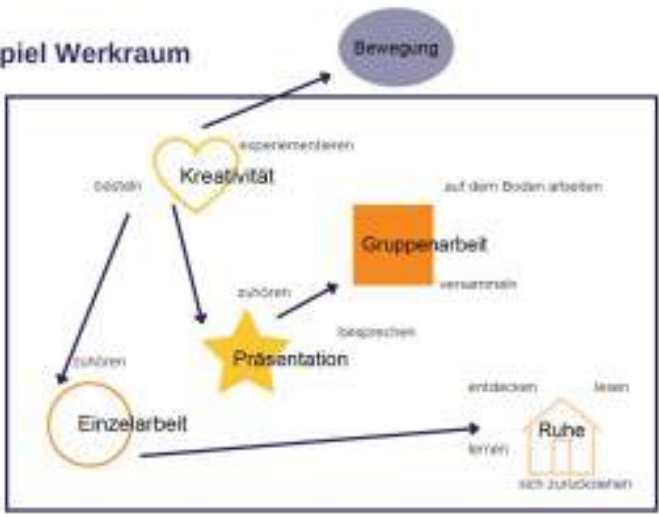 piel Werkraum
Bewegung
experiementieren
Kreativität
basteln
auf dem Boden arbeiten
Gruppenarbeit
zuhören
versammeln
besprechen
zuhören
Präsentation
entdecken
lesen
Einzelarbeit
Ruhe
lernen
sich zurückziehen